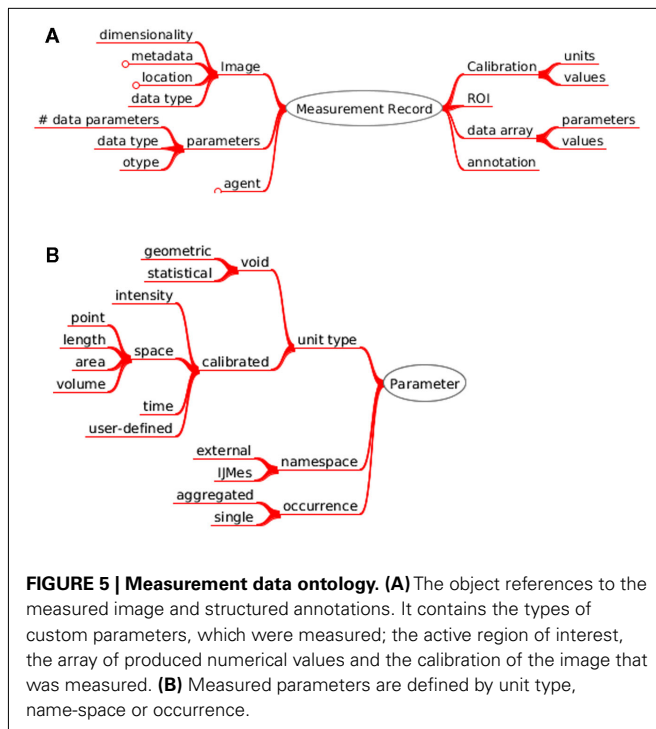 A
dimensionality
metadata
location
data type
Image
# data parameters
data type
otype
parameters
agent
Measurement Record
Calibration
units
values
ROI
data array
parameters
values
annotation
B
geometric
statistical
void
intensity
point
length
area
volume
space
calibrated
time
user-defined
unit type
Parameter
external
IJMes
namespace
aggregated
single
occurrence
FIGURE 5 | Measurement data ontology. (A) The object references to the
measured image and structured annotations. It contains the types of
custom parameters, which were measured; the active region of interest,
the array of produced numerical values and the calibration of the image that
was measured. (B) Measured parameters are defined by unit type,
name-space or occurrence.